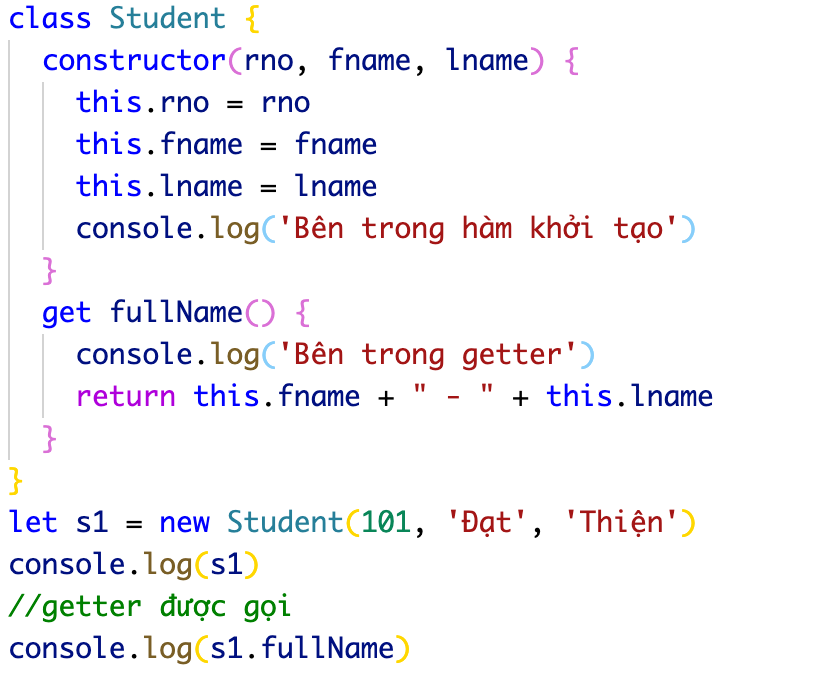 class Student {
constructor(rno, fname, lname) {
this.rno = rno
this.fname = fname
this.lname = lname
console.log('Bên trong hàm khởi tạo')
}
get fullName() {
console.log('Bên trong getter')
return this.fname + " - " + this.lname
}
}
let s1 = new Student(101, 'Đạt', 'Thiện')
console.log(s1)
//getter được gọi
console.log(s1.fullName)